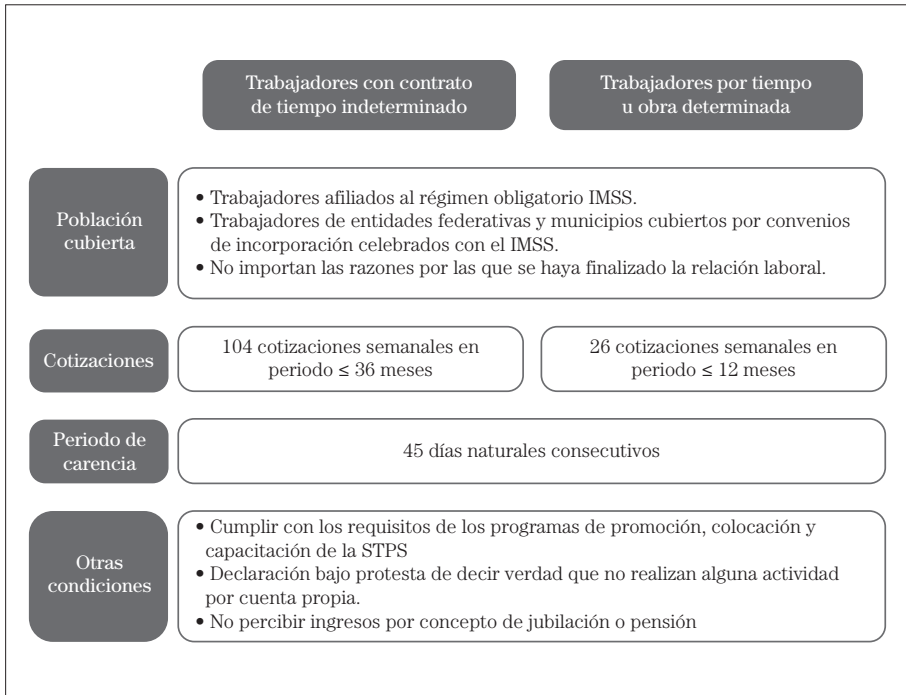 Trabajadores con contrato
de tiempo indeterminado
Trabajadores por tiempo
u obra determinada
Población
cubierta
• Trabajadores afiliados al régimen obligatorio IMSS.
• Trabajadores de entidades federativas y municipios cubiertos por convenios
de incorporación celebrados con el IMSS.
• No importan las razones por las que se haya finalizado la relación laboral.
Cotizaciones
104 cotizaciones semanales en
periodo ≤ 36 meses
26 cotizaciones semanales en
periodo ≤ 12 meses
Periodo de
carencia
45 días naturales consecutivos
Otras
condiciones
• Cumplir con los requisitos de los programas de promoción, colocación y
capacitación de la STPS
• Declaración bajo protesta de decir verdad que no realizan alguna actividad
por cuenta propia.
• No percibir ingresos por concepto de jubilación o pensión